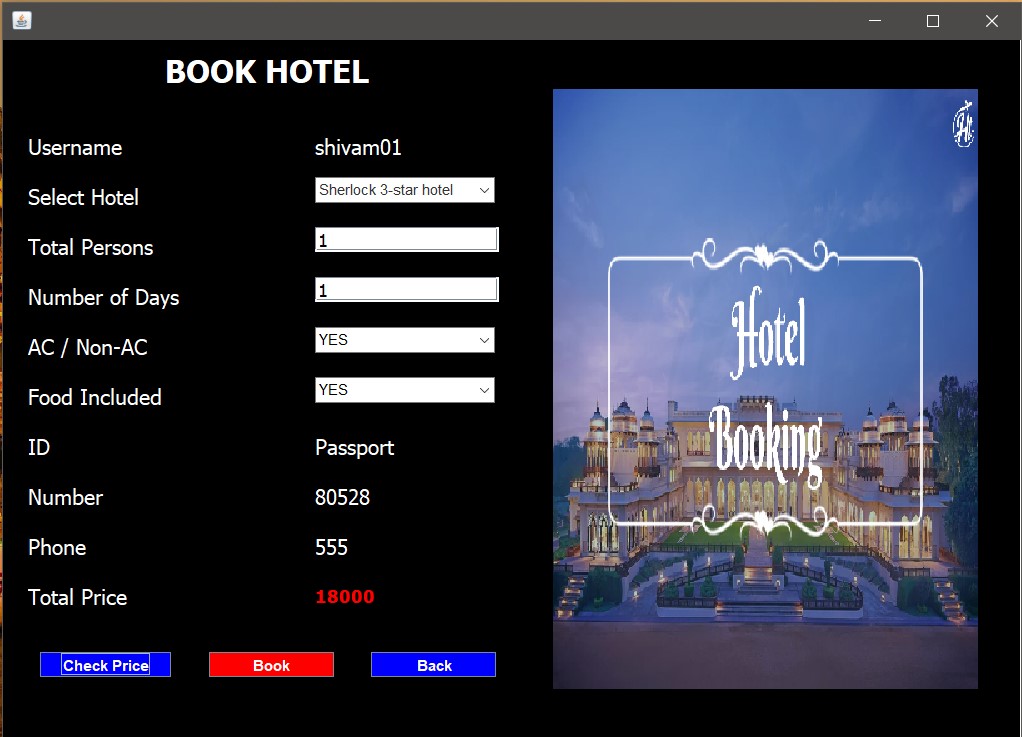 BOOK HOTEL
Username shivam01
Select Hotel Sherlock 3-star hotel
Total Persons 1
Number of Days 1
AC / Non-AC YES
Food Included YES
ID Passport
Number 80528
Phone 555
Total Price 18000
Check Price Book Back
Hotel
Booking